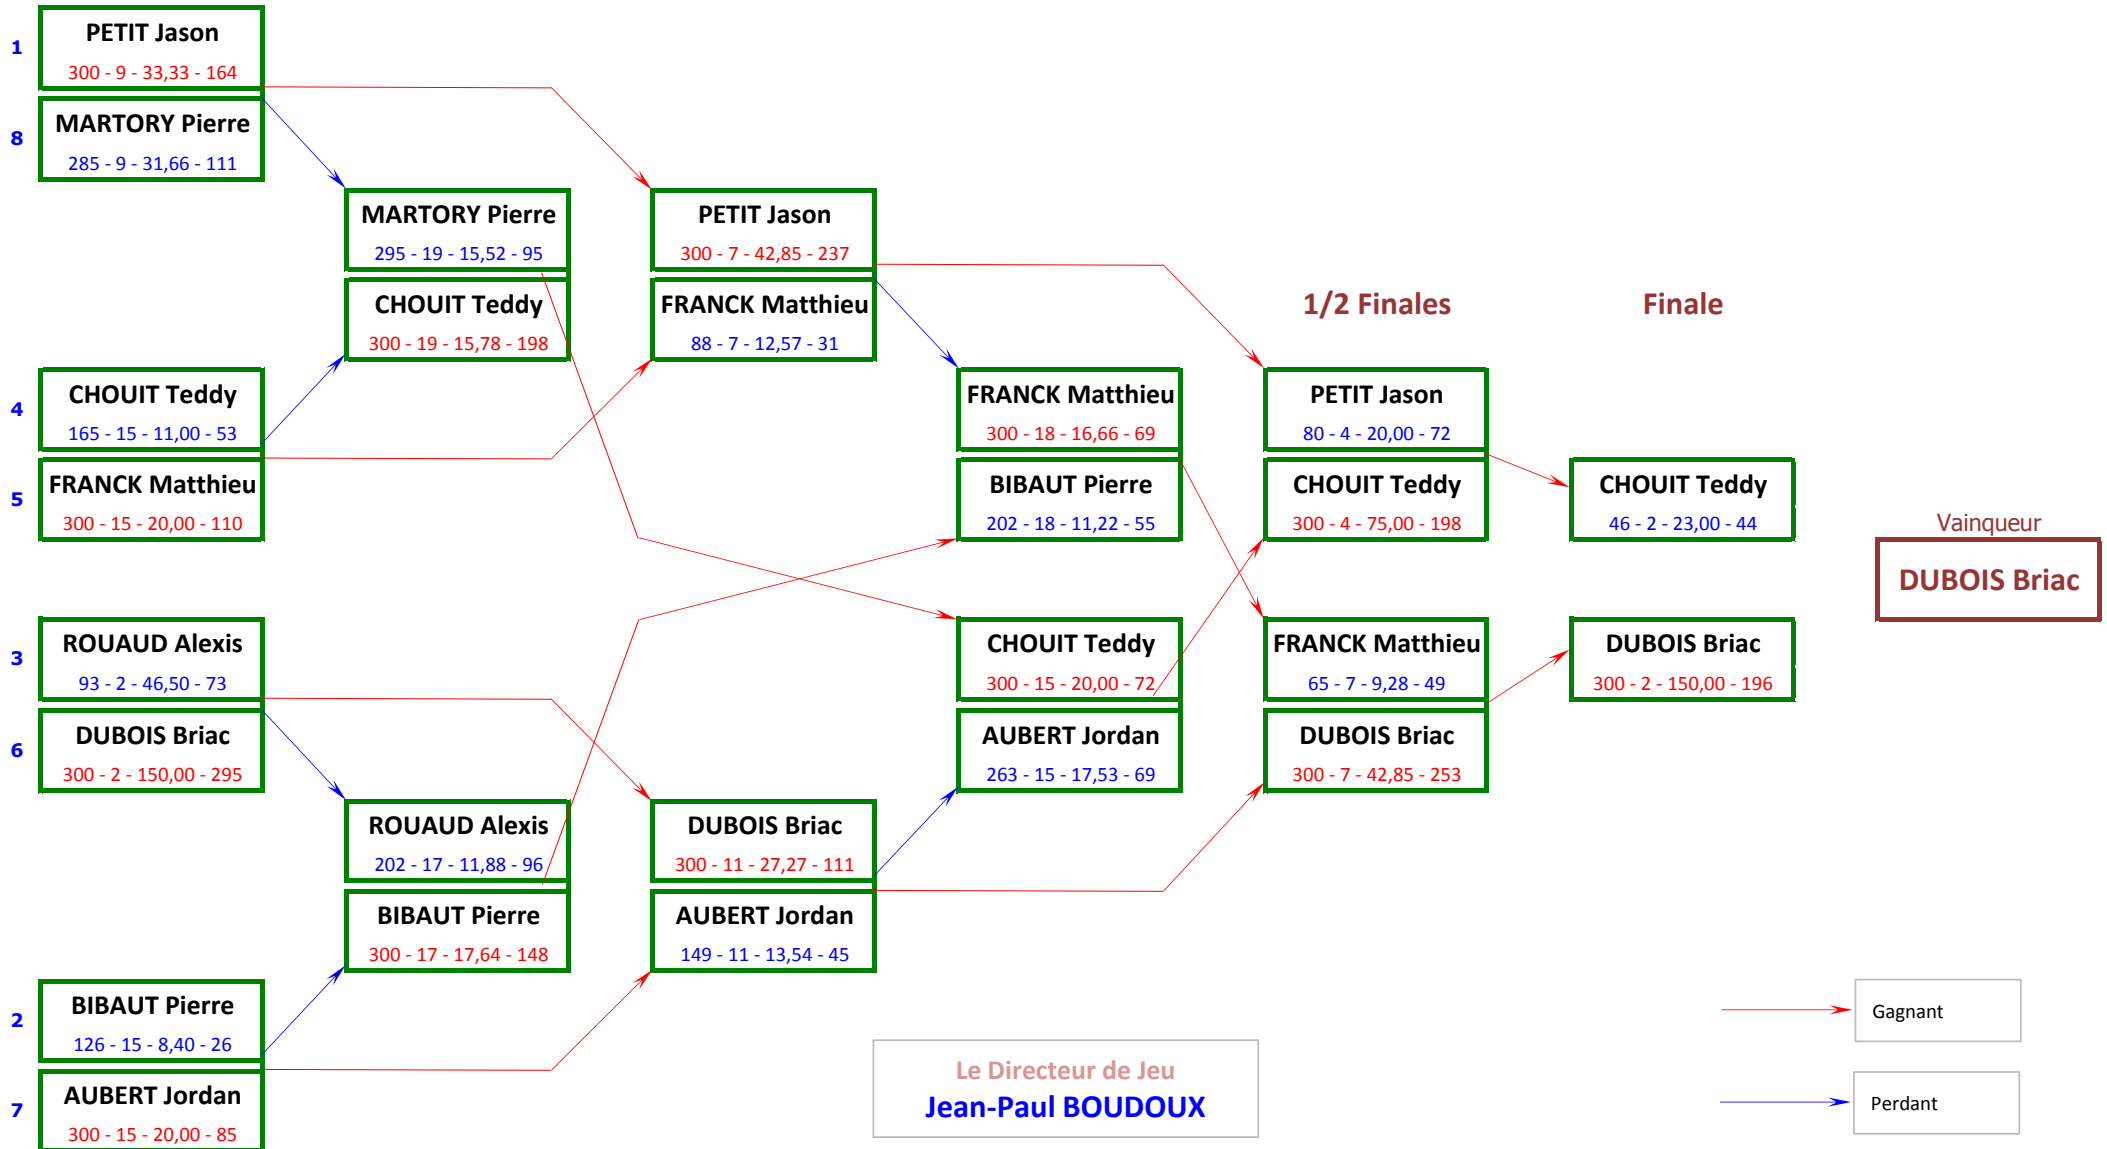 1
PETIT Jason
300 - 9 - 33,33 - 164
8
MARTORY Pierre
285 - 9 - 31,66 - 111
4
CHOUIT Teddy
165 - 15 - 11,00 - 53
5
FRANCK Matthieu
300 - 15 - 20,00 - 110
3
ROUAUD Alexis
93 - 2 - 46,50 - 73
6
DUBOIS Briac
300 - 2 - 150,00 - 295
2
BIBAUT Pierre
126 - 15 - 8,40 - 26
7
AUBERT Jordan
300 - 15 - 20,00 - 85
MARTORY Pierre
295 - 19 - 15,52 - 95
CHOUIT Teddy
300 - 19 - 15,78 - 198
ROUAUD Alexis
202 - 17 - 11,88 - 96
BIBAUT Pierre
300 - 17 - 17,64 - 148
PETIT Jason
300 - 7 - 42,85 - 237
FRANCK Matthieu
88 - 7 - 12,57 - 31
DUBOIS Briac
300 - 11 - 27,27 - 111
AUBERT Jordan
149 - 11 - 13,54 - 45
FRANCK Matthieu
300 - 18 - 16,66 - 69
BIBAUT Pierre
202 - 18 - 11,22 - 55
CHOUIT Teddy
300 - 15 - 20,00 - 72
AUBERT Jordan
263 - 15 - 17,53 - 69
1/2 Finales
PETIT Jason
80 - 4 - 20,00 - 72
CHOUIT Teddy
300 - 4 - 75,00 - 198
FRANCK Matthieu
65 - 7 - 9,28 - 49
DUBOIS Briac
300 - 7 - 42,85 - 253
Finale
CHOUIT Teddy
46 - 2 - 23,00 - 44
DUBOIS Briac
300 - 2 - 150,00 - 196
Vainqueur
DUBOIS Briac
Le Directeur de Jeu
Jean-Paul BOUDOUX
Gagnant
Perdant